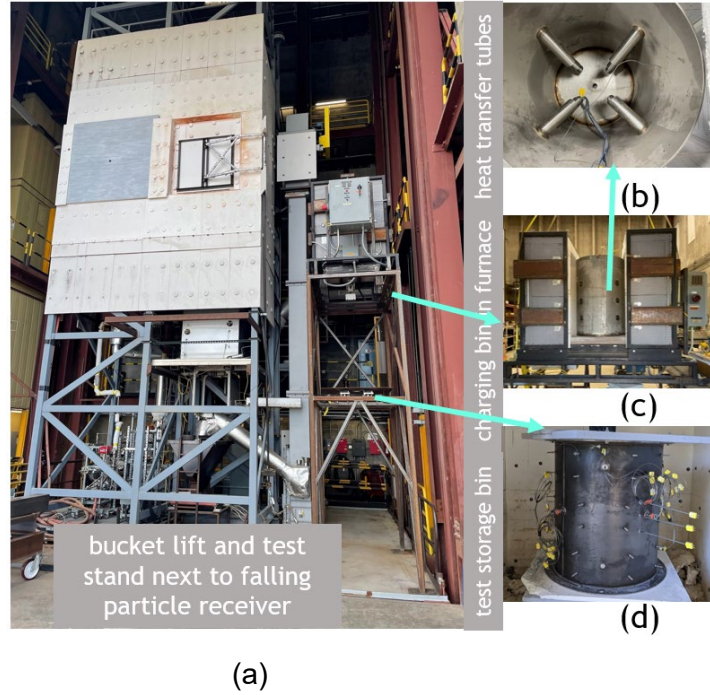 heat transfer tubes
(b)
charging bin in furnace
(c)
test storage bin
(d)
bucket lift and test
stand next to falling
particle receiver
(a)